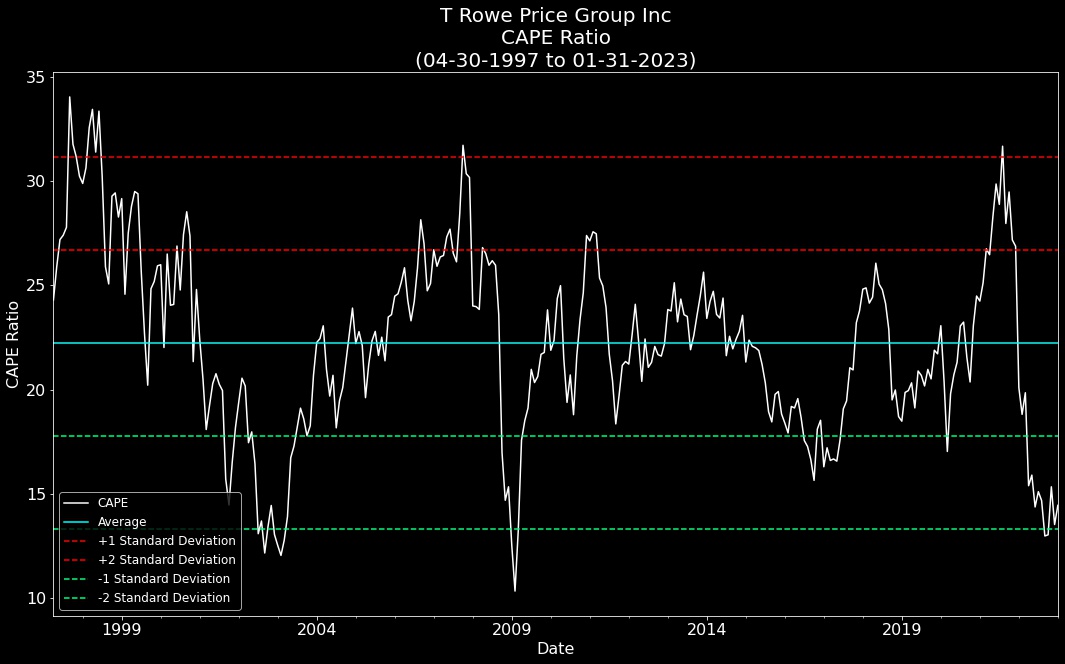 T Rowe Price Group Inc
CAPE Ratio
(04-30-1997 to 01-31-2023)
CAPE Ratio
35
30
25
20
15
10
CAPE
Average
+1 Standard Deviation
+2 Standard Deviation
-1 Standard Deviation
-2 Standard Deviation
1999 2004 2009 2014 2019
Date